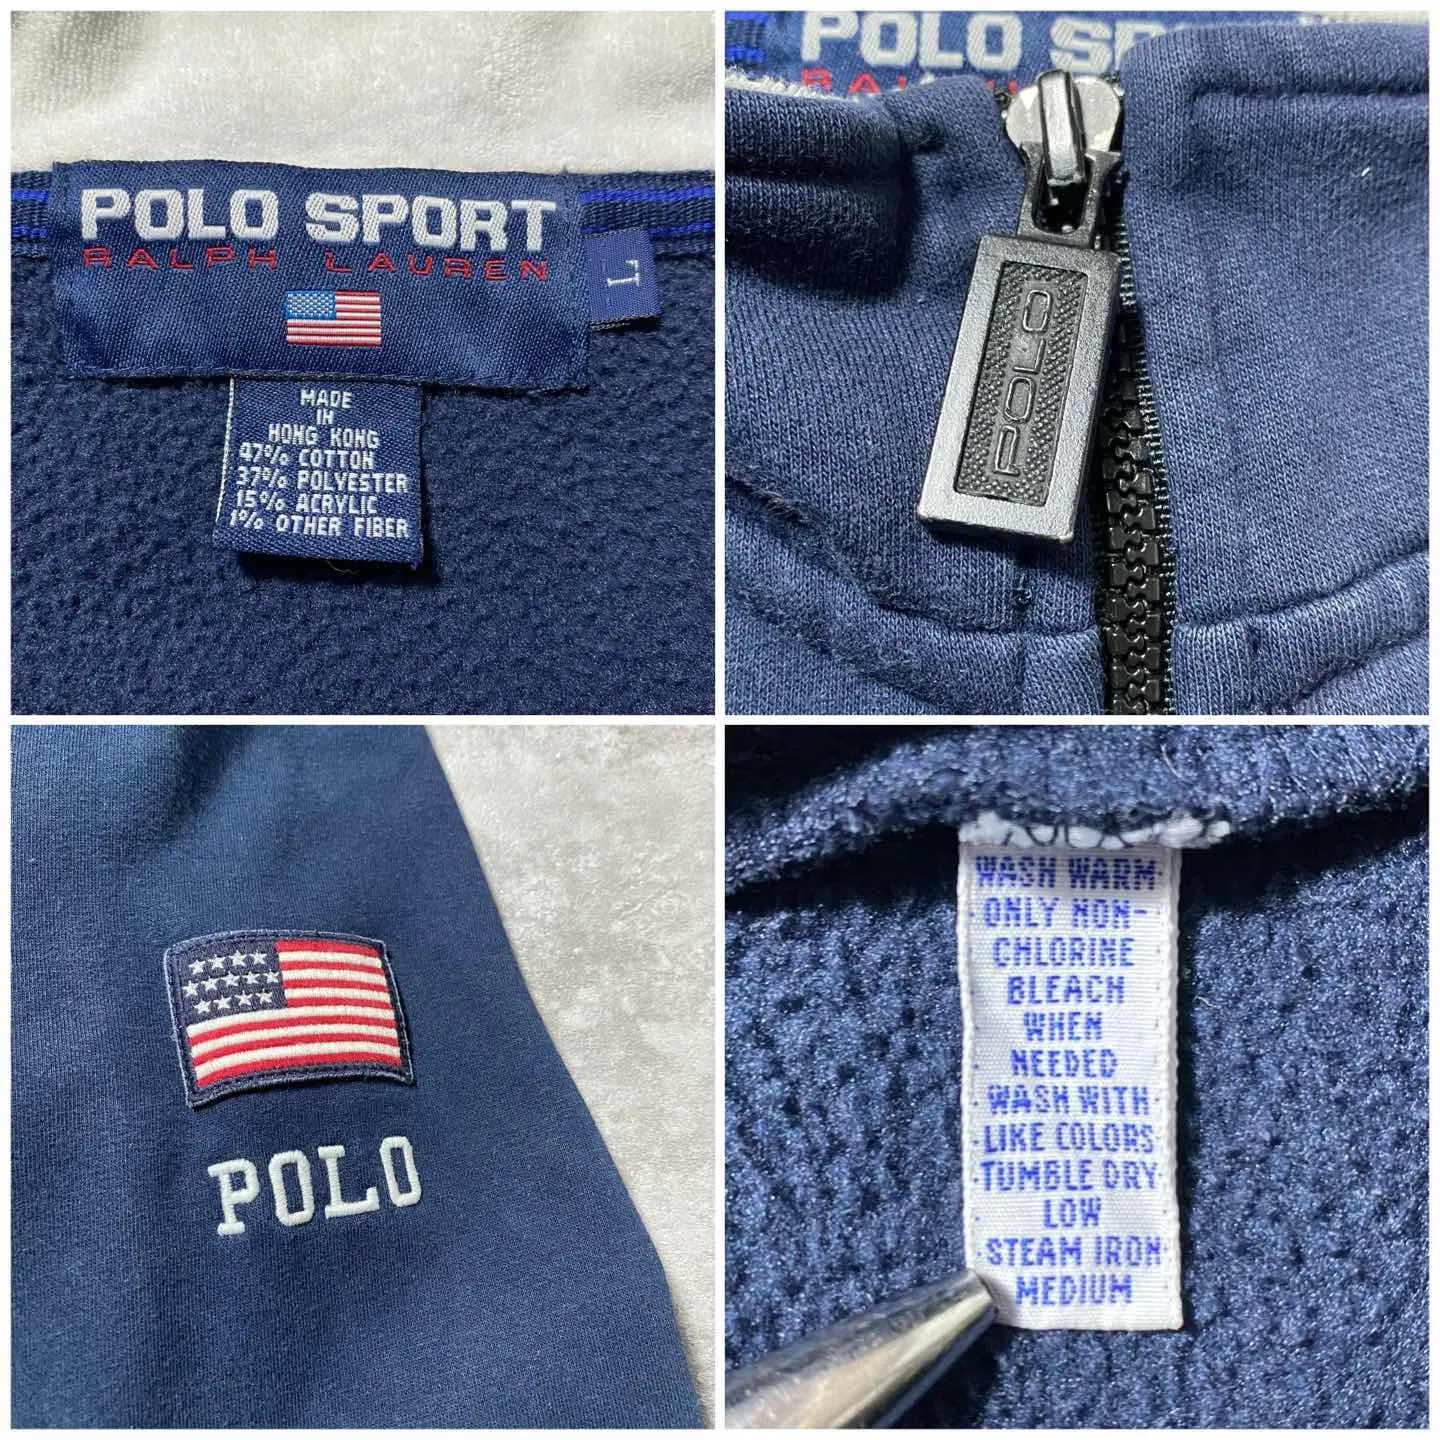 POLO SPORT
RALPH LAUREN
L
MADE
IN
HONG KONG
47% COTTON
37% POLYESTER
15% ACRYLIC
1% OTHER FIBER
POLO SP
POLO
POLO
WASH WARM
ONLY NON-
CHLORINE
BLEACH
WHEN
NEEDED
WASH WITH
LIKE COLORS
TUMBLE DRY
LOW
STEAM IRON
MEDIUM